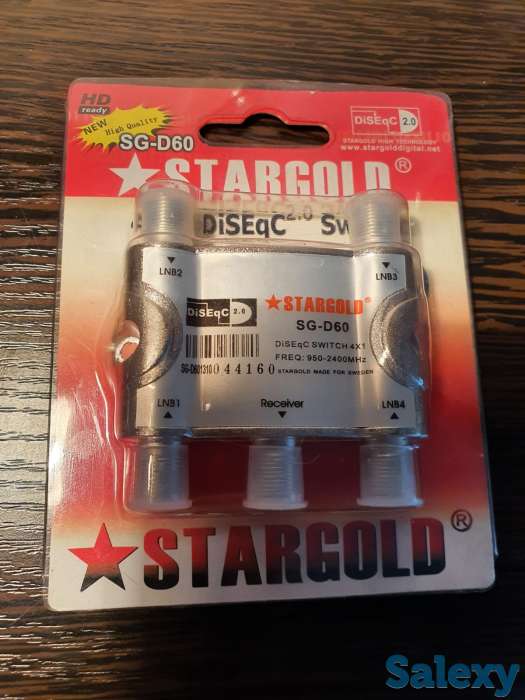 HD
ready
NEW High Quality
SG-D60
DiSEqC 2.0
STARGOLD HIGH TECHNOLOGY
www.stargolddigital.net
STARGOLD®
DiSEqC 2.0 Sw
LNB2
LNB3
DiSEqC 2.0
STARGOLD®
SG-D60
DiSEqC SWITCH 4X1
FREQ: 950-2400MHz
SG-D601310044160
STARGOLD MADE FOR SWEDEN
LNB1
Receiver
LNB4
STARGOLD®
Salexy